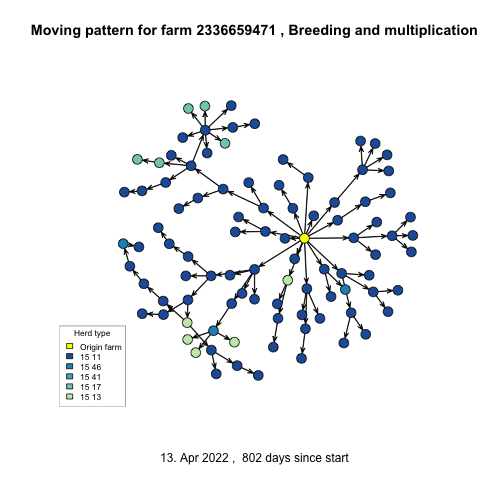 Moving pattern for farm 2336659471 , Breeding and multiplication
Herd type
Origin farm
15 11
15 46
15 41
15 17
15 13
13. Apr 2022 , 802 days since start